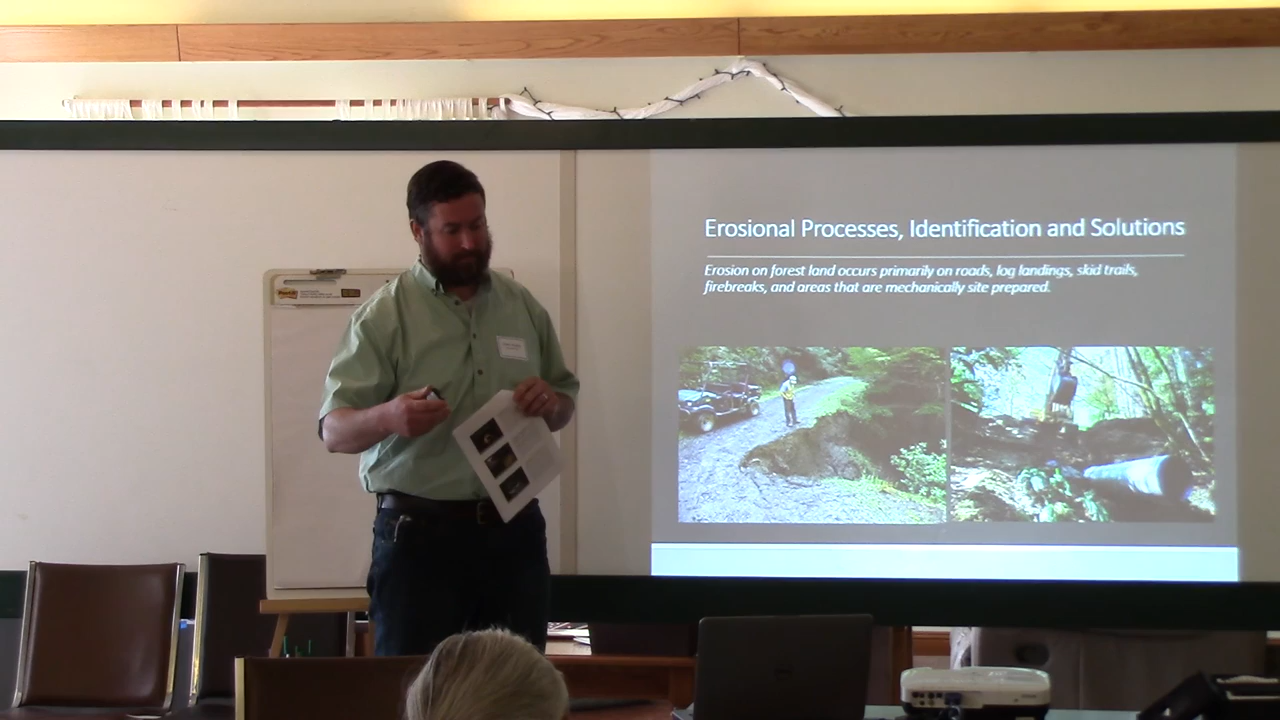 Erosional Processes, Identification and Solutions
Erosion on forest land occurs primarily on roads, log landings, skid trails,
firebreaks, and areas that are mechanically site prepared.